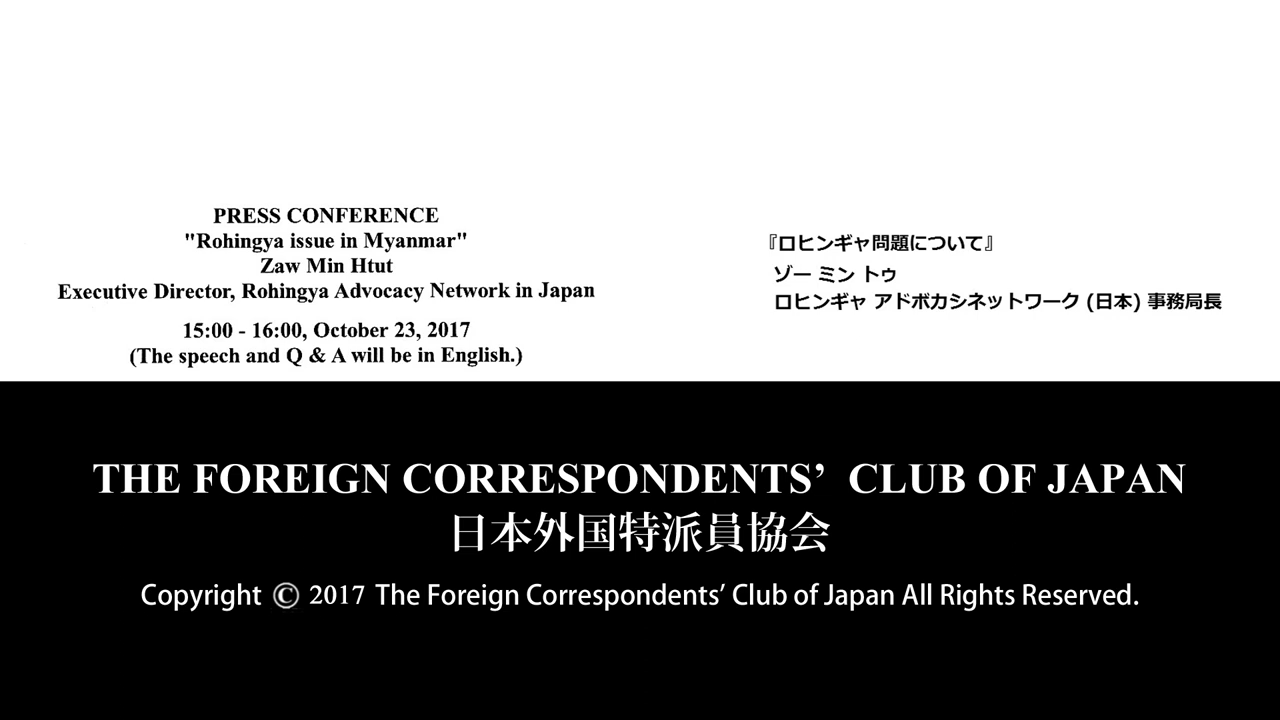 PRESS CONFERENCE
"Rohingya issue in Myanmar"
Zaw Min Htut
Executive Director, Rohingya Advocacy Network in Japan
15:00 - 16:00, October 23, 2017
(The speech and Q & A will be in English.)
『ロヒンギャ問題について』
ゾー ミン トゥ
ロヒンギャ アドボカシネットワーク (日本) 事務局長
THE FOREIGN CORRESPONDENTS’ CLUB OF JAPAN
日本外国特派員協会
Copyright © 2017 The Foreign Correspondents’ Club of Japan All Rights Reserved.